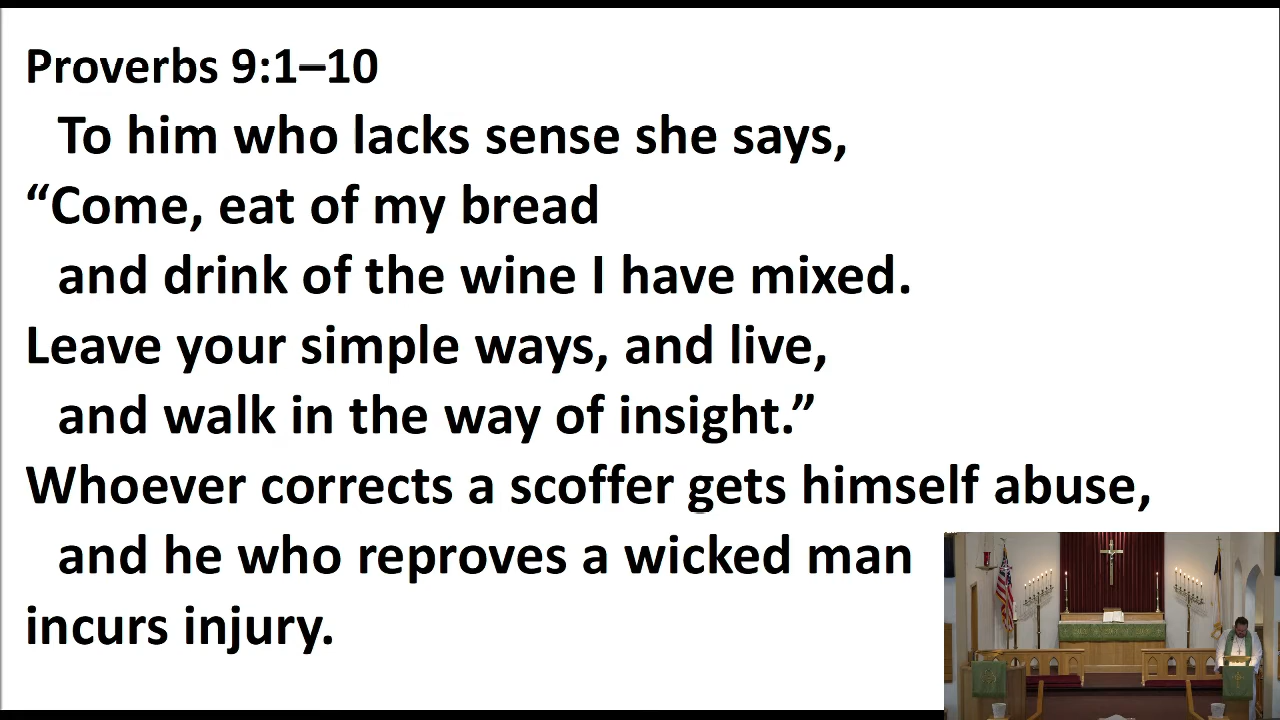 Proverbs 9:1–10
To him who lacks sense she says,
“Come, eat of my bread
and drink of the wine I have mixed.
Leave your simple ways, and live,
and walk in the way of insight.”
Whoever corrects a scoffer gets himself abuse,
and he who reproves a wicked man
incurs injury.